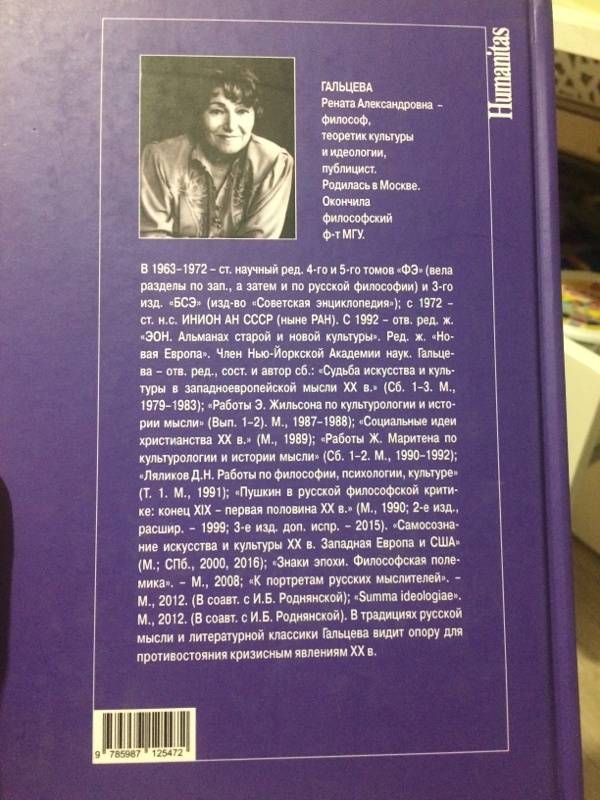 Humanitas
ГАЛЬЦЕВА
Рената Александровна –
философ,
теоретик культуры
и идеологии,
публицист.
Родилась в Москве.
Окончила
философский
ф-т МГУ.
В 1963–1972 – ст. научный ред. 4-го и 5-го томов «ФЭ» (вела
разделы по зап., а затем и по русской философии) и 3-го
изд. «БСЭ» (изд-во «Советская энциклопедия»); с 1972 –
ст. н.с. ИНИОН АН СССР (ныне РАН). С 1992 – отв. ред. ж.
«ЭОН. Альманах старой и новой культуры». Ред. ж. «Но-
вая Европа». Член Нью-Йоркской Академии наук. Гальце-
ва – отв. ред., сост. и автор сб.: «Судьба искусства и куль-
туры в западноевропейской мысли XX в.» (Сб. 1–3. М.,
1979–1983); «Работы Э. Жильсона по культурологии и исто-
рии мысли» (Вып. 1–2). М., 1987–1988); «Социальные идеи
христианства XX в.» (М., 1989); «Работы Ж. Маритена по
культурологии и истории мысли» (Сб. 1–2. М., 1990–1992);
«Ляликов Д.Н. Работы по философии, психологии, культуре»
(Т. 1. М., 1991); «Пушкин в русской философской крити-
ке: конец XIX – первая половина XX в.» (М., 1990; 2-е изд.,
расшир. – 1999; 3-е изд. доп. испр. – 2015). «Самосозна-
ние искусства и культуры XX в. Западная Европа и США»
(М.; СПб., 2000, 2016); «Знаки эпохи. Философская поле-
мика». – М., 2008; «К портретам русских мыслителей». –
М., 2012. (В соавт. с И.Б. Роднянской); «Summa ideologiae».
М., 2012. (В соавт. с И.Б. Роднянской). В традициях русской
мысли и литературной классики Гальцева видит опору для
противостояния кризисным явлениям XX в.
9 785987 125472